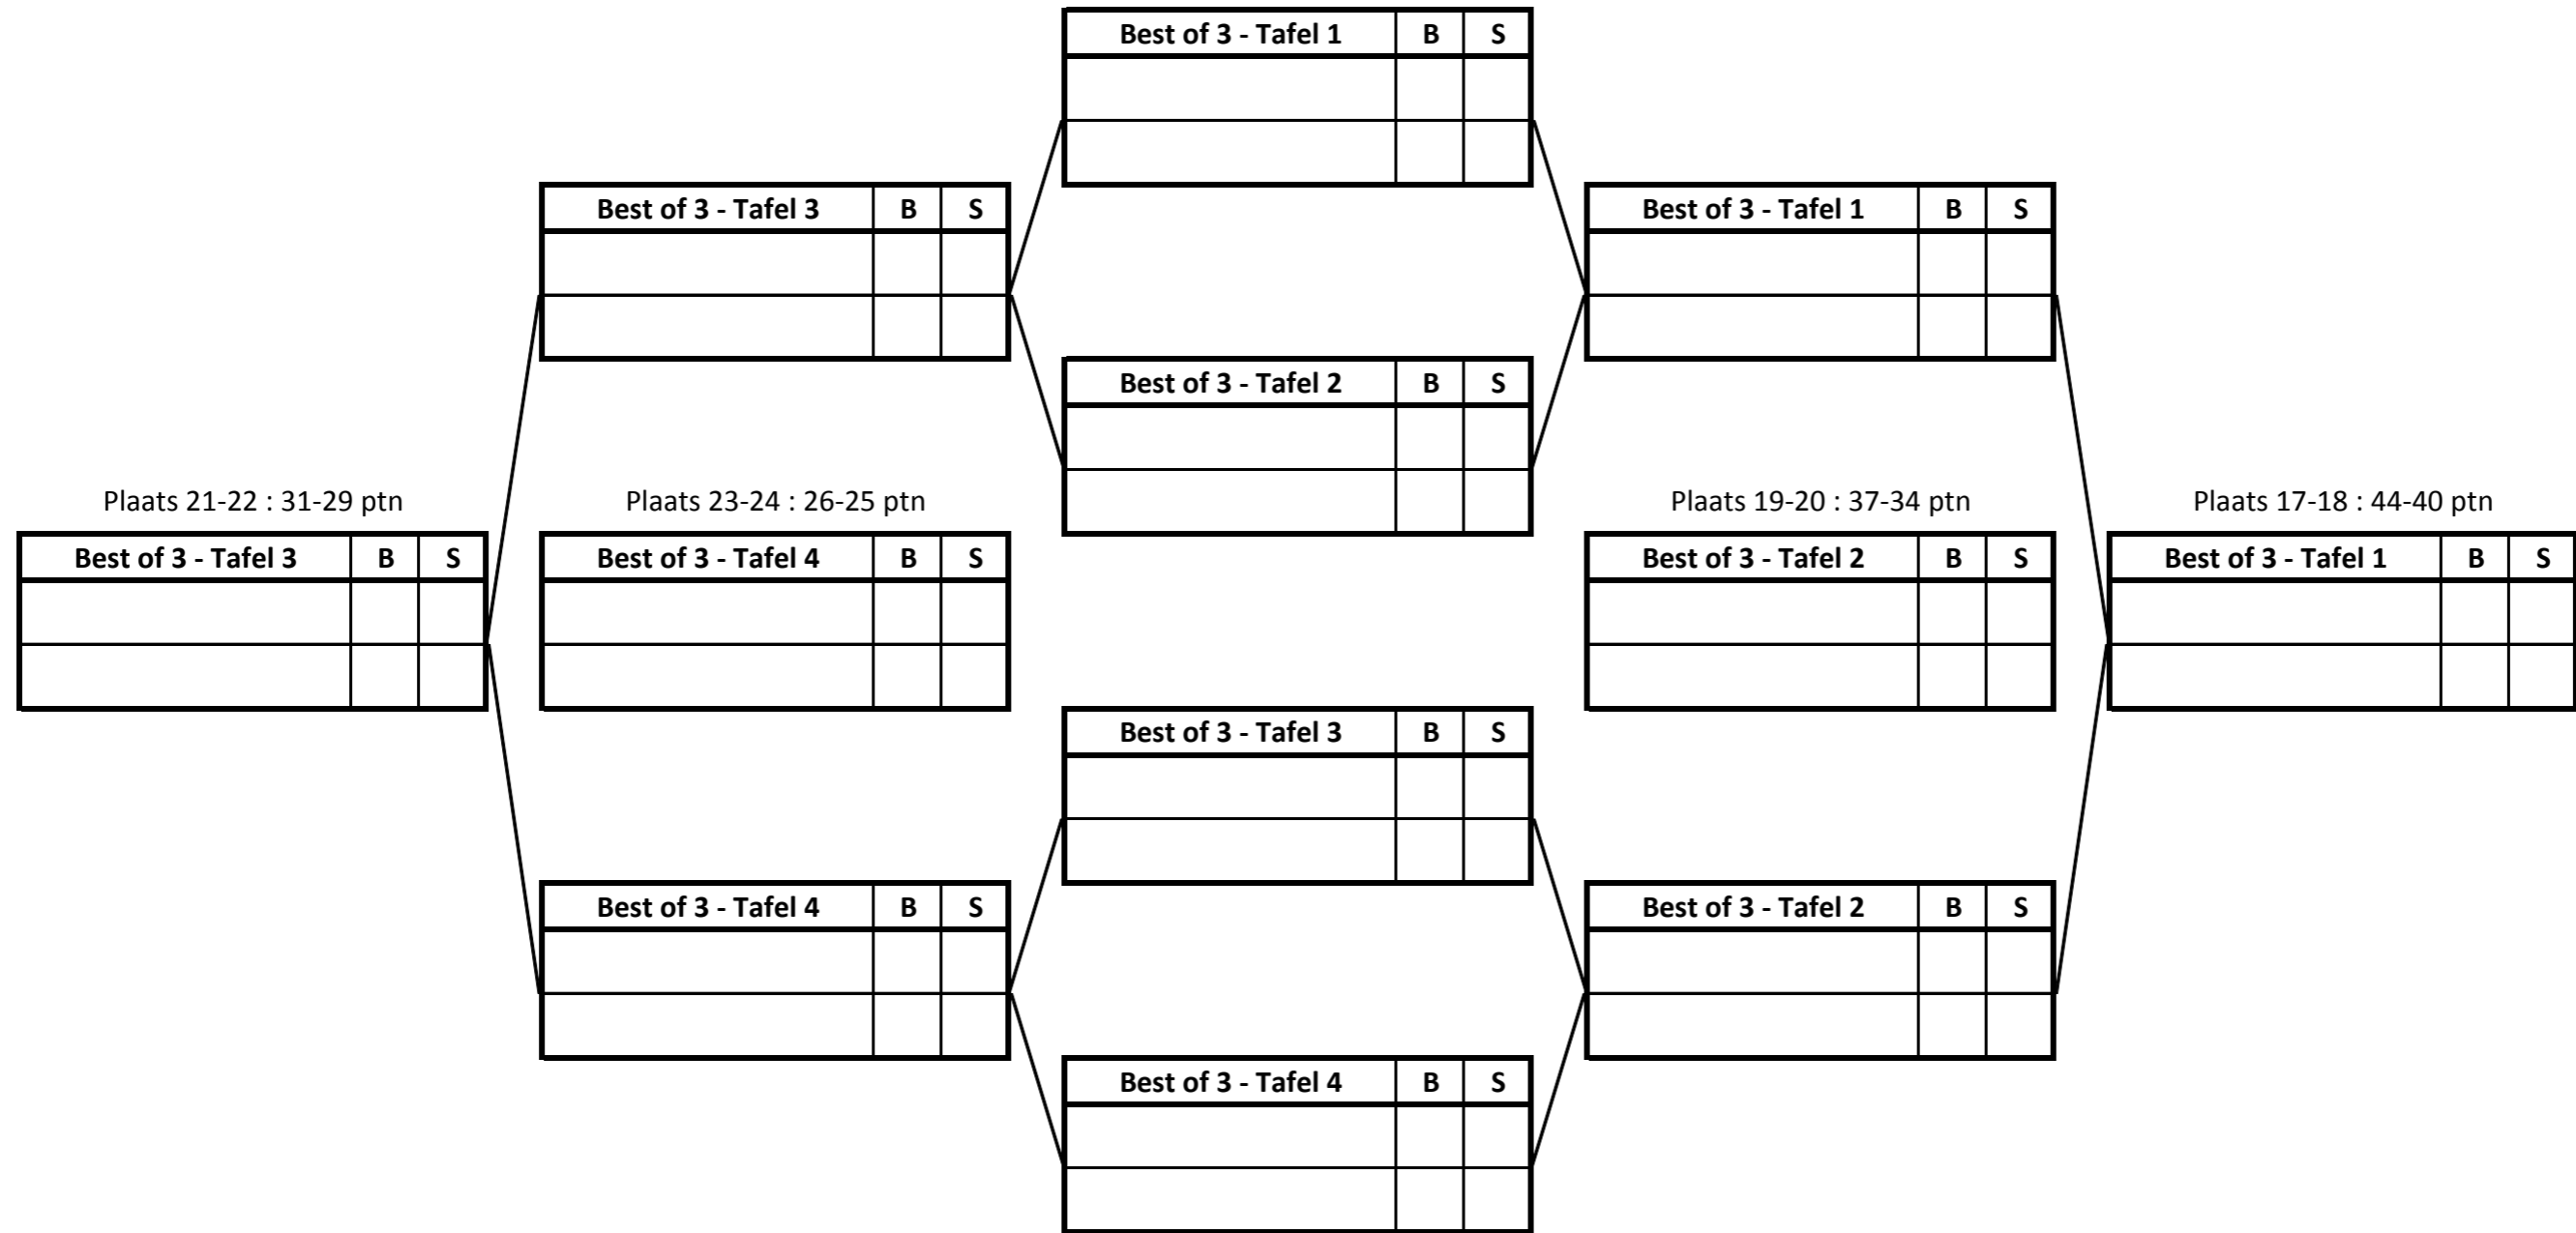 Best of 3 - Tafel 1 B S
Best of 3 - Tafel 3 B S
Best of 3 - Tafel 1 B S
Best of 3 - Tafel 2 B S
Plaats 21-22 : 31-29 ptn
Plaats 23-24 : 26-25 ptn
Plaats 19-20 : 37-34 ptn
Plaats 17-18 : 44-40 ptn
Best of 3 - Tafel 3 B S
Best of 3 - Tafel 4 B S
Best of 3 - Tafel 2 B S
Best of 3 - Tafel 1 B S
Best of 3 - Tafel 3 B S
Best of 3 - Tafel 4 B S
Best of 3 - Tafel 2 B S
Best of 3 - Tafel 4 B S